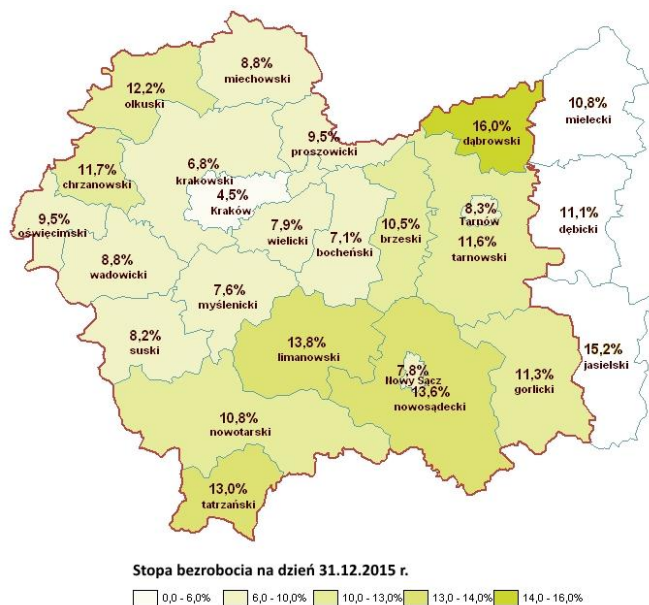 8,8%
miechowski
12,2%
olkuski
10,8%
mielecki
16,0%
dąbrowski
9,5%
proszowicki
6,8%
krakowski
11,7%
chrzanowski
4,5%
Kraków
8,3%
Tarnów
11,1%
dębicki
9,5%
oświęcimski
7,9%
wielicki
7,1%
bocheński
10,5%
brzeski
11,6%
tarnowski
8,8%
wadowicki
7,6%
myślenicki
8,2%
suski
13,8%
limanowski
15,2%
jasielski
7,8%
Nowy Sącz
13,6%
nowosądecki
11,3%
gorlicki
10,8%
nowotarski
13,0%
tatrzański
Stopa bezrobocia na dzień 31.12.2015 r.
0,0 - 6,0% 6,0 - 10,0% 10,0 - 13,0% 13,0 - 14,0% 14,0 - 16,0%